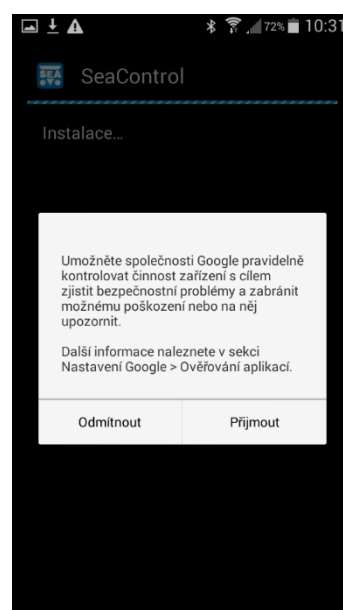 72% 10:31
SEA
SeaControl
Instalace...
Umožněte společnosti Google pravidelně
kontrolovat činnost zařízení s cílem
zjistit bezpečnostní problémy a zabránit
možnému poškození nebo na něj
upozornit.
Další informace naleznete v sekci
Nastavení Google > Ověřování aplikací.
Odmítnout Přijmout